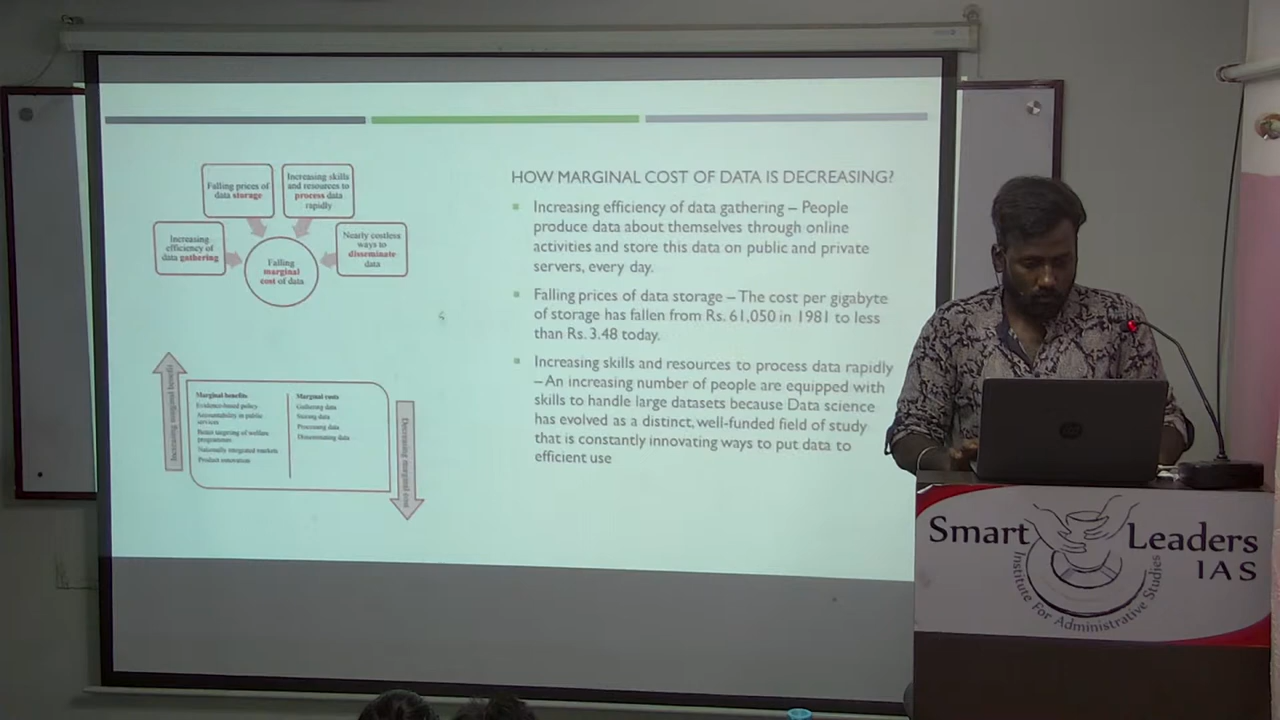 Falling prices of
data storage
Increasing skills
and resources to
process data
rapidly
Increasing
efficiency of
data gathering
Nearly costless
ways to
disseminate
data
Falling
marginal
cost of data
Increasing marginal benefit
Marginal benefits
Evidence-based policy
Accountability in public
services
Better targeting of welfare
programmes
Nationally integrated markets
Product innovation
Marginal costs
Gathering data
Storing data
Processing data
Disseminating data
Decreasing marginal cost
HOW MARGINAL COST OF DATA IS DECREASING?
Increasing efficiency of data gathering – People
produce data about themselves through online
activities and store this data on public and private
servers, every day.
Falling prices of data storage – The cost per gigabyte
of storage has fallen from Rs. 61,050 in 1981 to less
than Rs. 3.48 today.
Increasing skills and resources to process data rapidly
– An increasing number of people are equipped with
skills to handle large datasets because Data science
has evolved as a distinct, well-funded field of study
that is constantly innovating ways to put data to
efficient use
hp
Smart Leaders
IAS
Institute For Administrative Studies